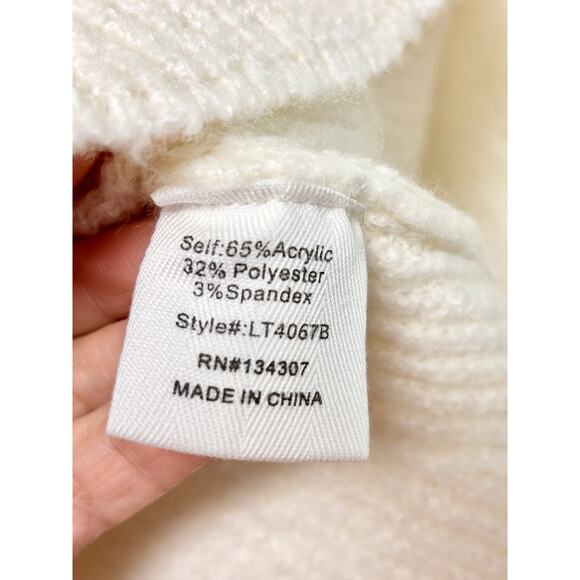 Self:65%Acrylic
32% Polyester
3%Spandex
Style#:LT4067B
RN#134307
MADE IN CHINA